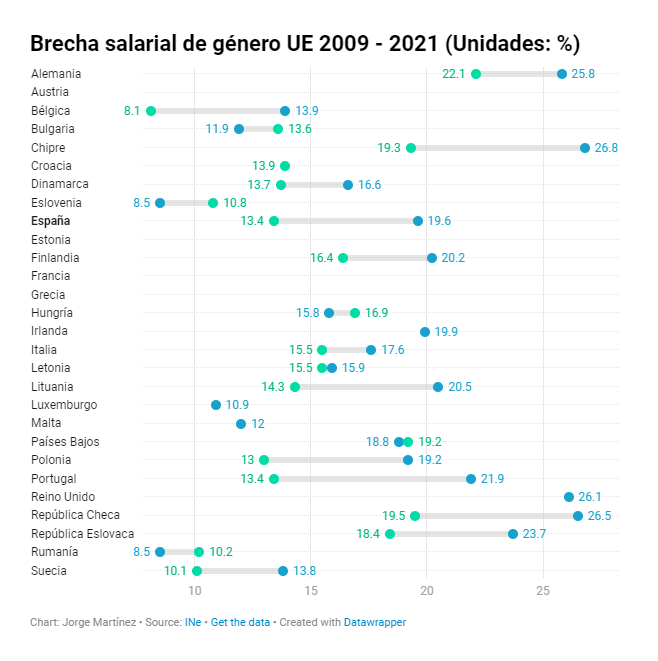 Brecha salarial de género UE 2009 - 2021 (Unidades: %)
Alemania 22.1 25.8
Austria
Bélgica 8.1 13.9
Bulgaria 11.9 13.6
Chipre 19.3 26.8
Croacia 13.9
Dinamarca 13.7 16.6
Eslovenia 8.5 10.8
España 13.4 19.6
Estonia
Finlandia 16.4 20.2
Francia
Grecia
Hungría 15.8 16.9
Irlanda 19.9
Italia 15.5 17.6
Letonia 15.5 15.9
Lituania 14.3 20.5
Luxemburgo 10.9
Malta 12
Países Bajos 18.8 19.2
Polonia 13 19.2
Portugal 13.4 21.9
Reino Unido 26.1
República Checa 19.5 26.5
República Eslovaca 18.4 23.7
Rumanía 8.5 10.2
Suecia 10.1 13.8
10 15 20 25
Chart: Jorge Martínez • Source: INe • Get the data • Created with Datawrapper